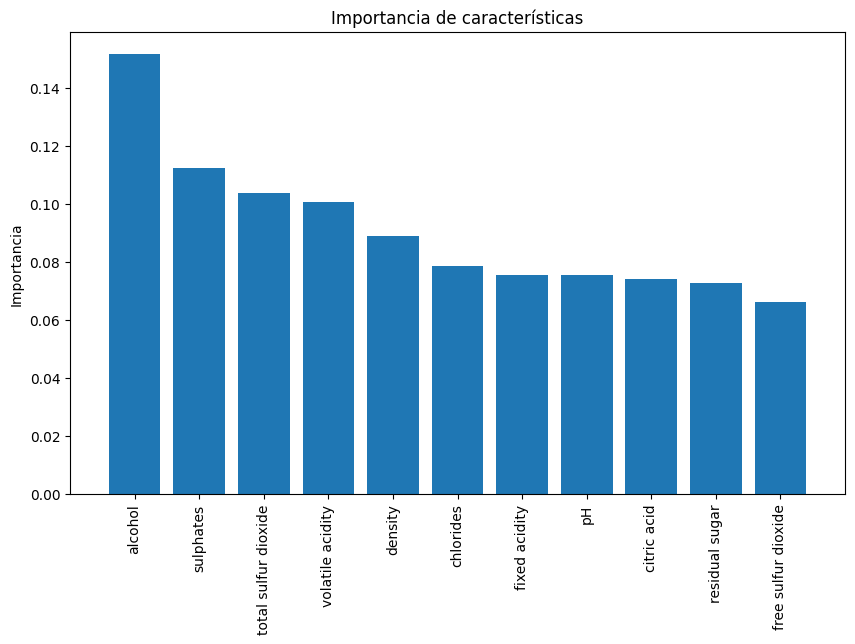 Importancia de características
Importancia
0.14
0.12
0.10
0.08
0.06
0.04
0.02
0.00
alcohol
sulphates
total sulfur dioxide
volatile acidity
density
chlorides
fixed acidity
pH
citric acid
residual sugar
free sulfur dioxide